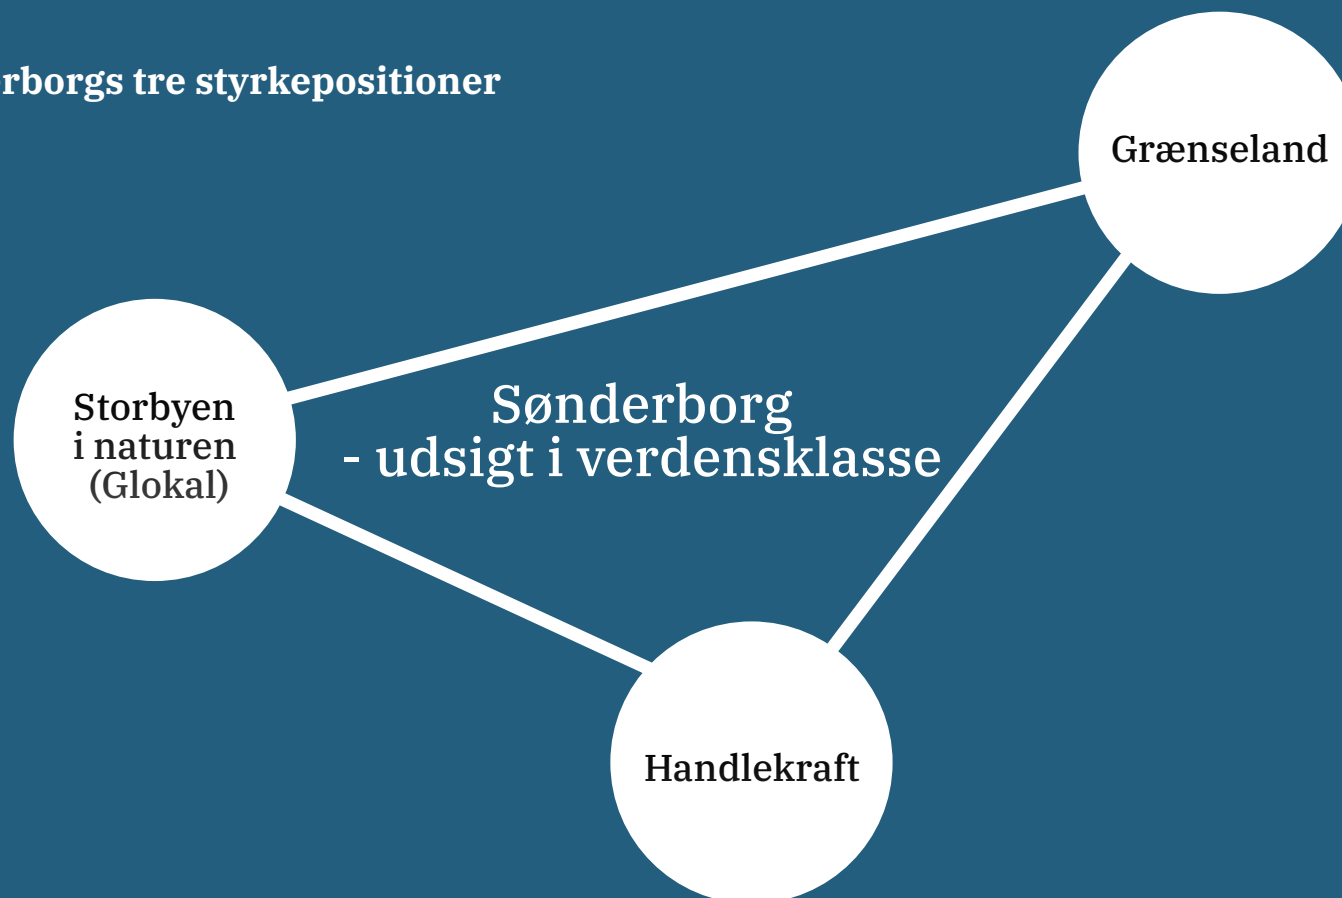 rborgs tre styrkepositioner
Grænseland
Storbyen
i naturen
(Glokal)
Sønderborg
- udsigt i verdensklasse
Handlekraft